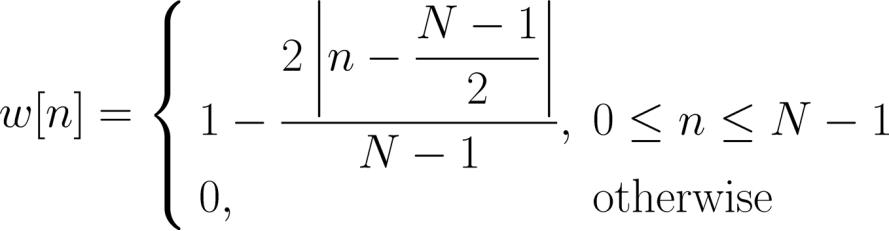 w[n] = { 1 − 2 |n − (N − 1)/2| / (N − 1), 0 ≤ n ≤ N − 1
0, otherwise